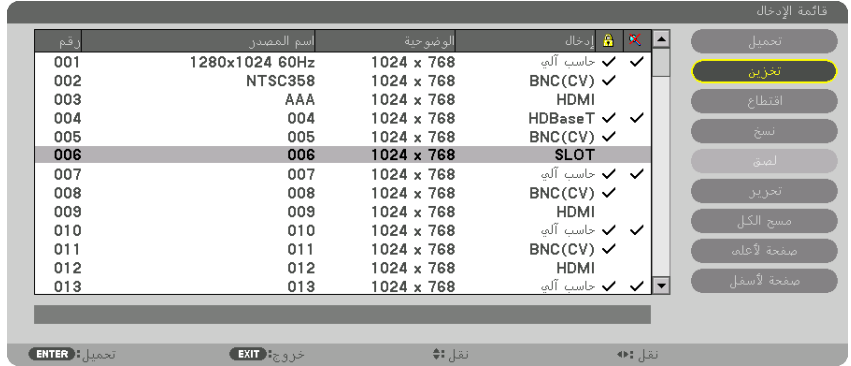 قائمة الإدخال
رقم اسم المصدر الوضوحية إدخال
001 1280x1024 60Hz 1024 x 768 حاسب آلي ✓ ✓
002 NTSC358 1024 x 768 BNC(CV) ✓
003 AAA 1024 x 768 HDMI
004 004 1024 x 768 HDBaseT ✓ ✓
005 005 1024 x 768 BNC(CV) ✓
006 006 1024 x 768 SLOT
007 007 1024 x 768 حاسب آلي ✓ ✓
008 008 1024 x 768 BNC(CV) ✓
009 009 1024 x 768 HDMI
010 010 1024 x 768 حاسب آلي ✓ ✓
011 011 1024 x 768 BNC(CV) ✓
012 012 1024 x 768 HDMI
013 013 1024 x 768 حاسب آلي ✓ ✓
تحميل
تخزين
اقتطاع
نسخ
لصق
تحرير
مسح الكل
صفحة لأعلى
صفحة لأسفل
ENTER :تحميل
EXIT :خروج
نقل:
نقل: